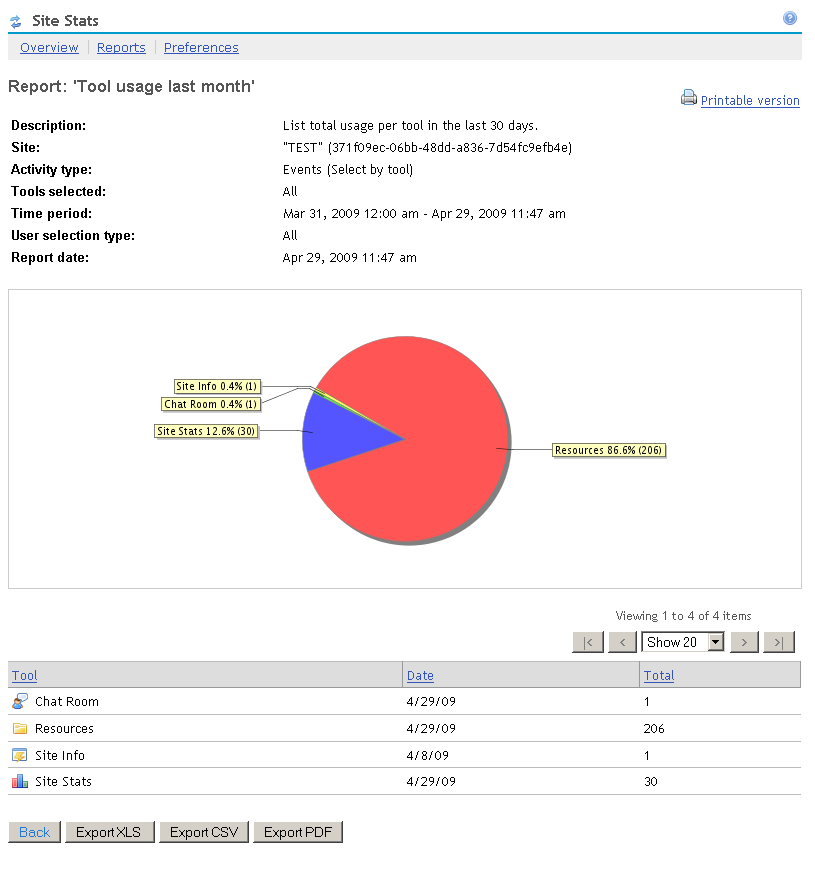 Site Stats
Overview Reports Preferences
Report: 'Tool usage last month'
Printable version
Description: List total usage per tool in the last 30 days.
Site: "TEST" (371f09ec-06bb-48dd-a836-7d54fc9efb4e)
Activity type: Events (Select by tool)
Tools selected: All
Time period: Mar 31, 2009 12:00 am - Apr 29, 2009 11:47 am
User selection type: All
Report date: Apr 29, 2009 11:47 am
Site Info 0.4% (1)
Chat Room 0.4% (1)
Site Stats 12.6% (30)
Resources 86.6% (206)
Viewing 1 to 4 of 4 items
|< < Show 20 > >|
Tool Date Total
Chat Room 4/29/09 1
Resources 4/29/09 206
Site Info 4/8/09 1
Site Stats 4/29/09 30
Back Export XLS Export CSV Export PDF